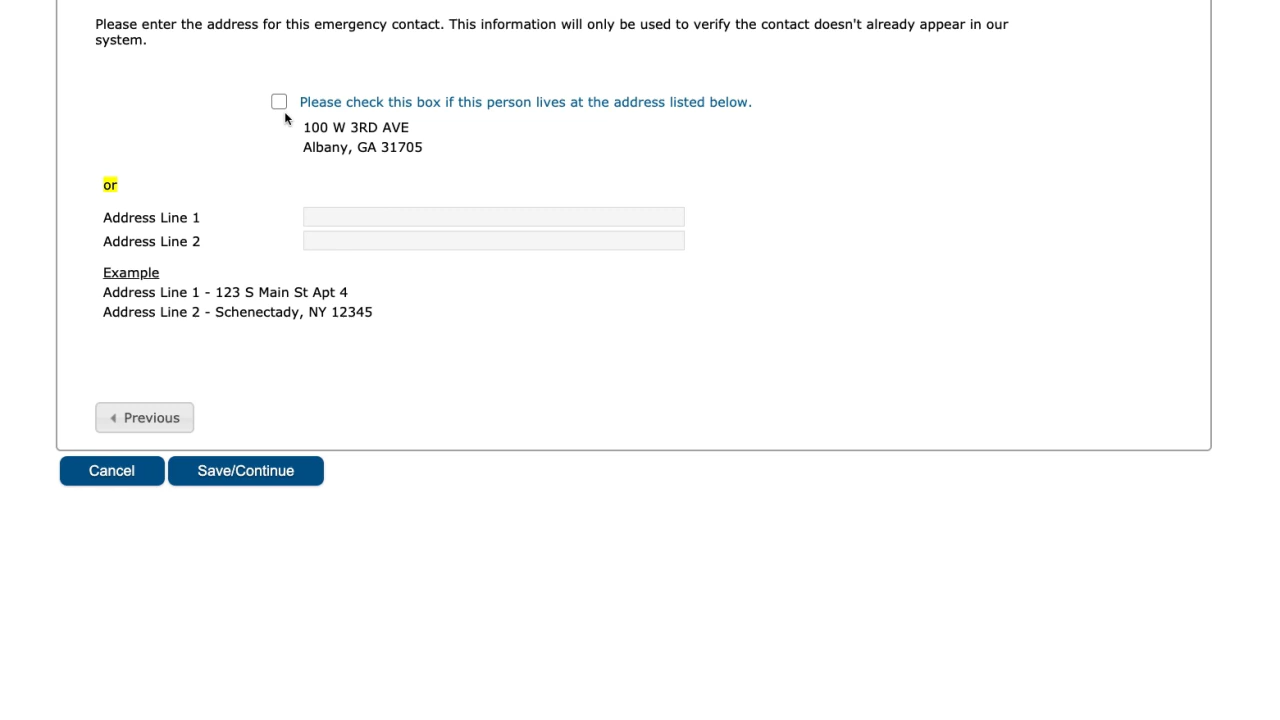 Please enter the address for this emergency contact. This information will only be used to verify the contact doesn't already appear in our
system.
Please check this box if this person lives at the address listed below.
100 W 3RD AVE
Albany, GA 31705
or
Address Line 1
Address Line 2
Example
Address Line 1 - 123 S Main St Apt 4
Address Line 2 - Schenectady, NY 12345
Previous
Cancel Save/Continue